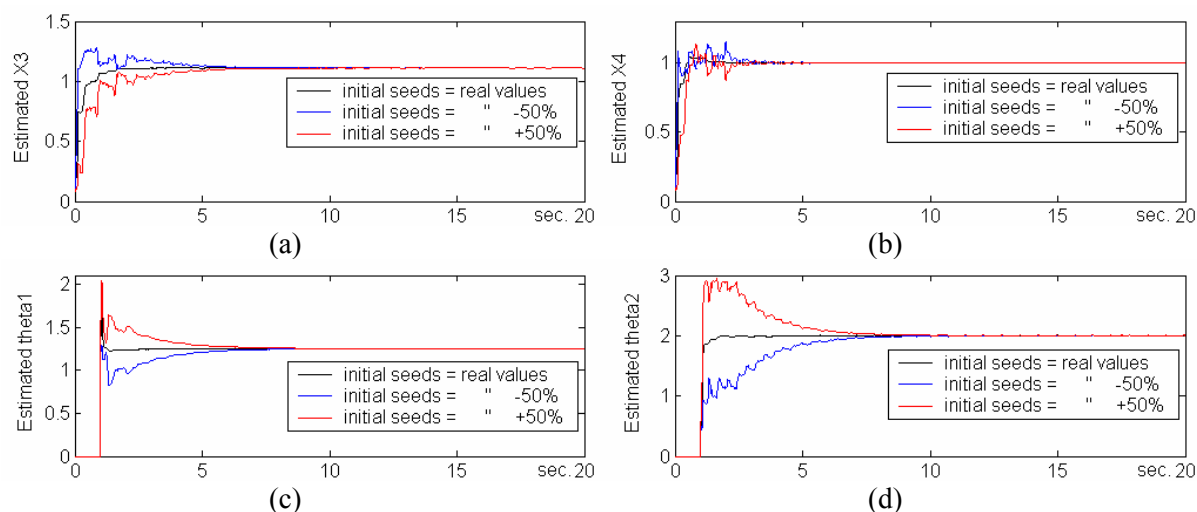 1.5
1
0.5
0
Estimated X3
initial seeds = real values
initial seeds = " -50%
initial seeds = " +50%
0 5 10 15 sec. 20
(a)
1
0.5
0
Estimated X4
initial seeds = real values
initial seeds = " -50%
initial seeds = " +50%
0 5 10 15 sec. 20
(b)
2
1.5
1
0.5
0
Estimated theta1
initial seeds = real values
initial seeds = " -50%
initial seeds = " +50%
0 5 10 15 sec. 20
(c)
3
2
1
0
Estimated theta2
initial seeds = real values
initial seeds = " -50%
initial seeds = " +50%
0 5 10 15 sec. 20
(d)